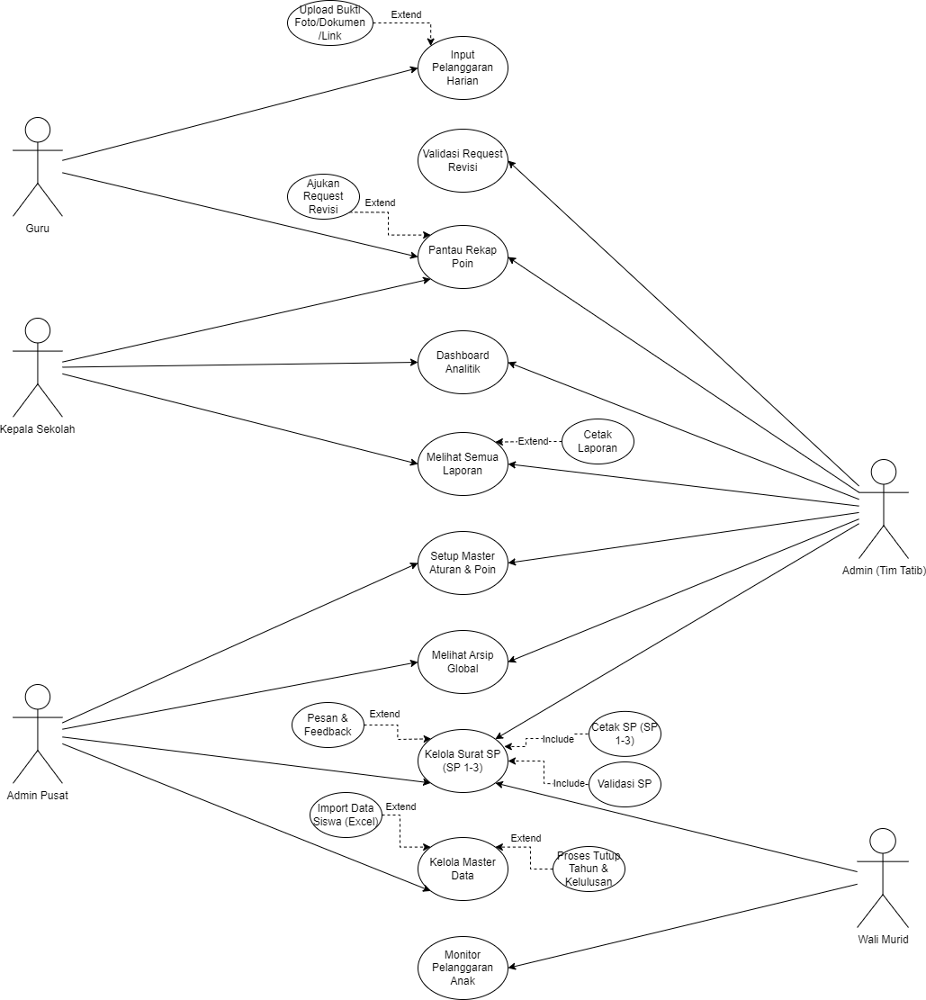 Upload Bukti
Foto/Dokumen
/Link
Extend
Input
Pelanggaran
Harian
Guru
Validasi Request
Revisi
Ajukan
Request
Revisi
Extend
Pantau Rekap
Poin
Kepala Sekolah
Dashboard
Analitik
Melihat Semua
Laporan
Extend
Cetak
Laporan
Admin (Tim Tatib)
Setup Master
Aturan & Poin
Melihat Arsip
Global
Admin Pusat
Pesan &
Feedback
Extend
Kelola Surat SP
(SP 1-3)
Include
Cetak SP (SP
1-3)
Include
Validasi SP
Import Data
Siswa (Excel)
Extend
Kelola Master
Data
Extend
Proses Tutup
Tahun &
Kelulusan
Wali Murid
Monitor
Pelanggaran
Anak